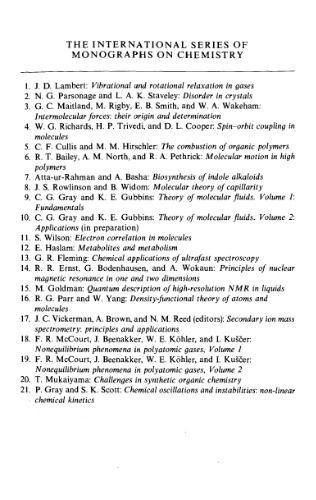 THE INTERNATIONAL SERIES OF
MONOGRAPHS ON CHEMISTRY
1. J. D. Lambert: Vibrational and rotational relaxation in gases
2. N. G. Parsonage and L. A. K. Staveley: Disorder in crystals
3. G. C. Maitland, M. Rigby, E. B. Smith, and W. A. Wakeham:
Intermolecular forces: their origin and determination
4. W. G. Richards, H. P. Trivedi, and D. L. Cooper: Spin-orbit coupling in
molecules
5. C. F. Cullis and M. M. Hirschler: The combustion of organic polymers
6. R. T. Bailey, A. M. North, and R. A. Pethrick: Molecular motion in high
polymers
7. Atta-ur-Rahman and A. Basha: Biosynthesis of indole alkaloids
8. J. S. Rowlinson and B. Widom: Molecular theory of capillarity
9. C. G. Gray and K. E. Gubbins: Theory of molecular fluids. Volume 1:
Fundamentals
10. C. G. Gray and K. E. Gubbins: Theory of molecular fluids. Volume 2:
Applications (in preparation)
11. S. Wilson: Electron correlation in molecules
12. E. Haslam: Metabolites and metabolism
13. G. R. Fleming: Chemical applications of ultrafast spectroscopy
14. R. R. Ernst, G. Bodenhausen, and A. Wokaun: Principles of nuclear
magnetic resonance in one and two dimensions
15. M. Goldman: Quantum description of high-resolution NMR in liquids
16. R. G. Parr and W. Yang: Density-functional theory of atoms and
molecules
17. J. C. Vickerman, A. Brown, and N. M. Reed (editors): Secondary ion mass
spectrometry: principles and applications
18. F. R. McCourt, J. Beenakker, W. E. Köhler, and I. Kuščer:
Nonequilibrium phenomena in polyatomic gases, Volume 1
19. F. R. McCourt, J. Beenakker, W. E. Köhler, and I. Kuščer:
Nonequilibrium phenomena in polyatomic gases, Volume 2
20. T. Mukaiyama: Challenges in synthetic organic chemistry
21. P. Gray and S. K. Scott: Chemical oscillations and instabilities: non-linear
chemical kinetics